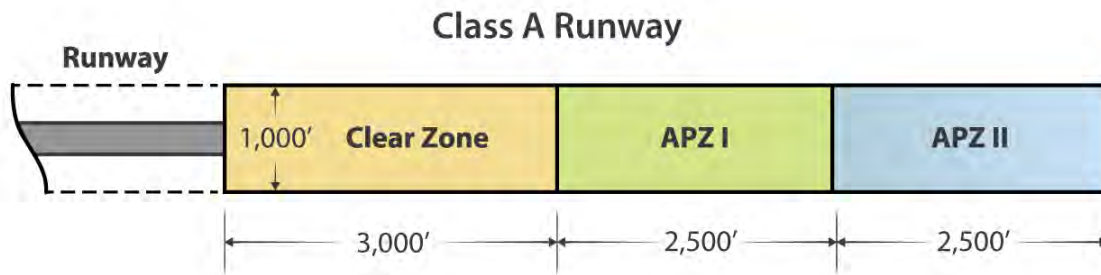 Class A Runway
Runway
1,000’
Clear Zone
APZ I
APZ II
3,000’
2,500’
2,500’